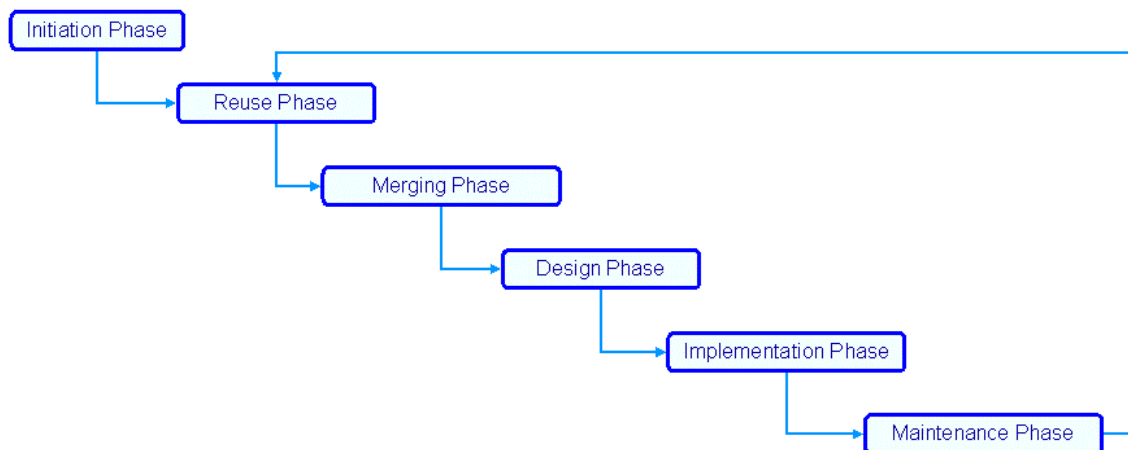 Initiation Phase
Reuse Phase
Merging Phase
Design Phase
Implementation Phase
Maintenance Phase